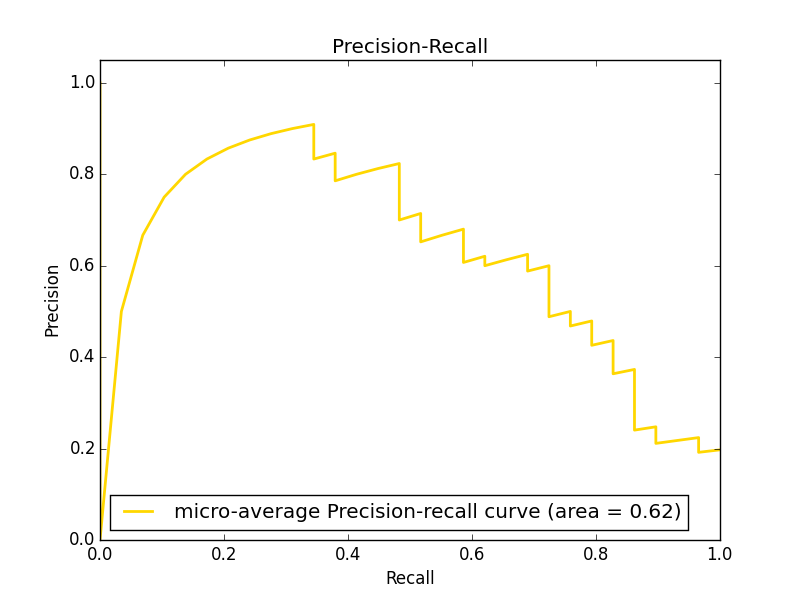 Precision-Recall
1.0
0.8
0.6
0.4
0.2
0.0
Precision
micro-average Precision-recall curve (area = 0.62)
0.0 0.2 0.4 0.6 0.8 1.0
Recall